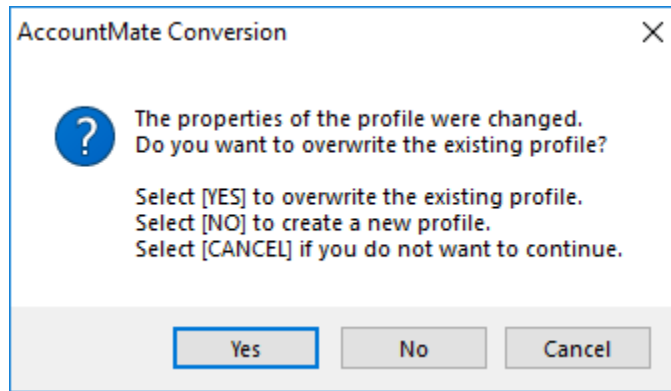 AccountMate Conversion
?
The properties of the profile were changed.
Do you want to overwrite the existing profile?
Select [YES] to overwrite the existing profile.
Select [NO] to create a new profile.
Select [CANCEL] if you do not want to continue.
Yes No Cancel